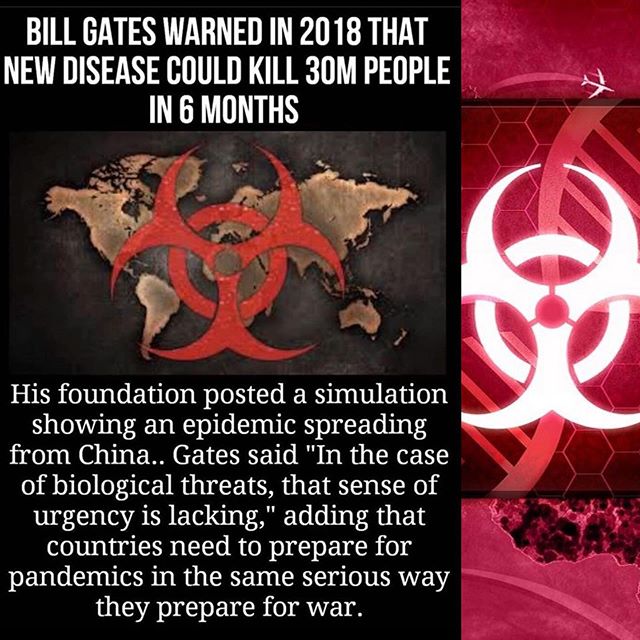 BILL GATES WARNED IN 2018 THAT
NEW DISEASE COULD KILL 30M PEOPLE
IN 6 MONTHS
His foundation posted a simulation
showing an epidemic spreading
from China.. Gates said "In the case
of biological threats, that sense of
urgency is lacking," adding that
countries need to prepare for
pandemics in the same serious way
they prepare for war.